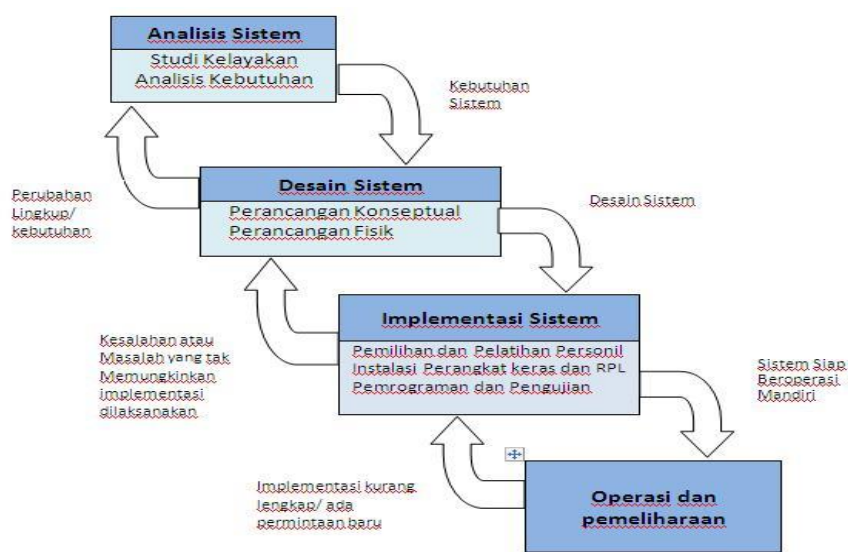 Analisis Sistem
Studi Kelayakan
Analisis Kebutuhan
Kebutuhan
Sistem
Desain Sistem
Perancangan Konseptual
Perancangan Fisik
Perubahan
Lingkup/
kebutuhan
Desain Sistem
Implementasi Sistem
Pemilihan dan Pelatihan Personil
Instalasi Perangkat keras dan RPL
Pemrograman dan Pengujian
Kesalahan atau
Masalah yang tak
Memungkinkan
implementasi
dilaksanakan
Sistem Siap
Beroperasi
Mandiri
Operasi dan
pemeliharaan
Implementasi kurang
lengkap/ ada
permintaan baru